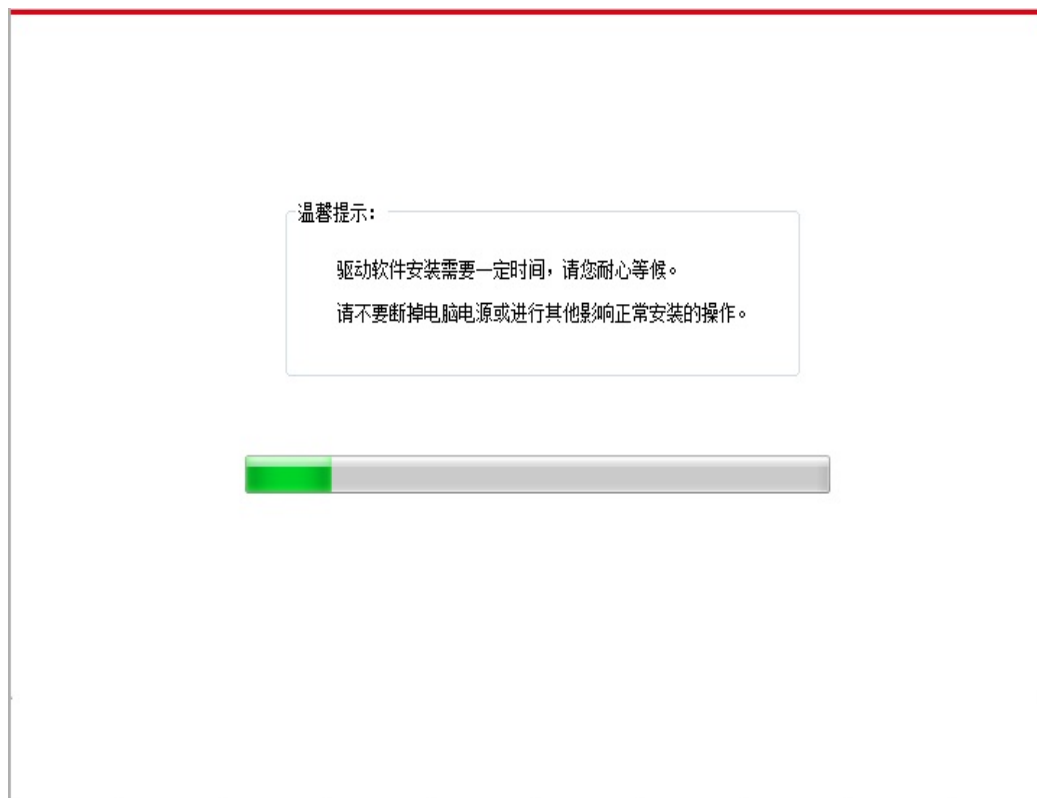 温馨提示：
驱动软件安装需要一定时间，请您耐心等候。
请不要断掉电脑电源或进行其他影响正常安装的操作。